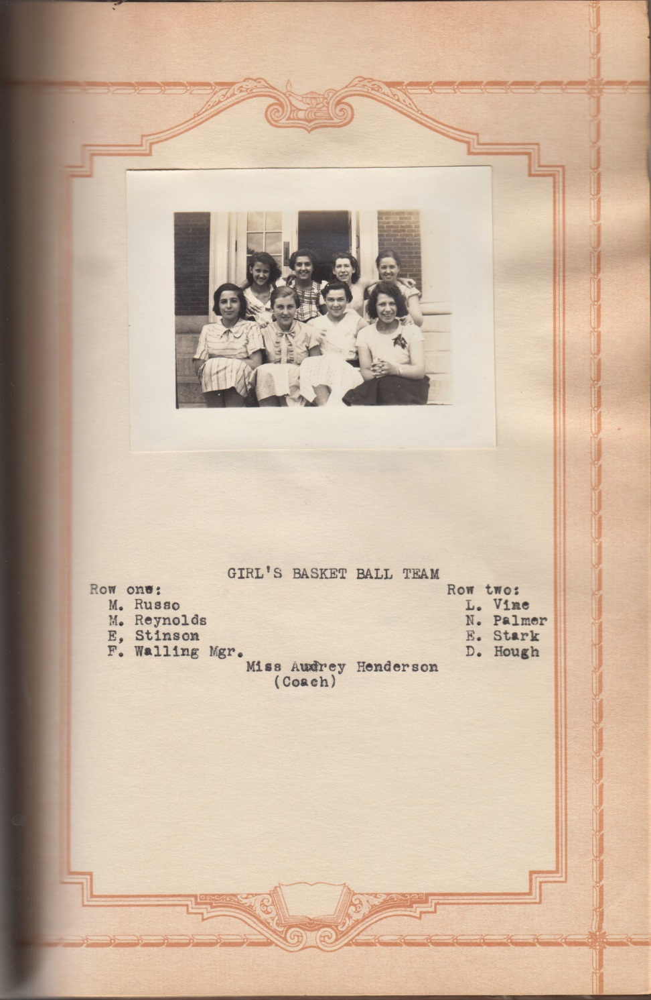 GIRL'S BASKET BALL TEAM
Row one: Row two:
M. Russo L. Vine
M. Reynolds N. Palmer
E, Stinson E. Stark
F. Walling Mgr. D. Hough
Miss Audrey Henderson
(Coach)